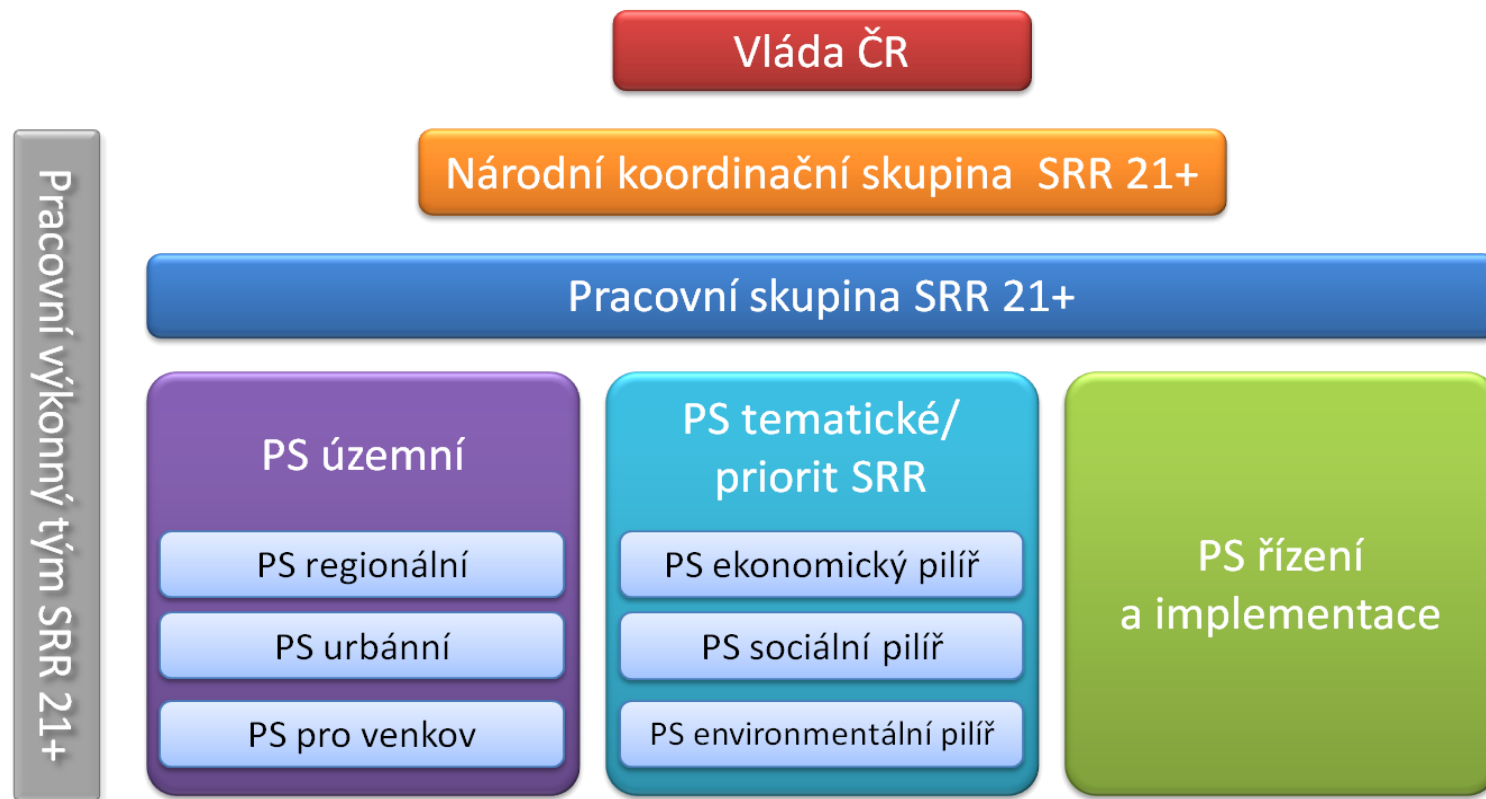 Vláda ČR
Národní koordinační skupina SRR 21+
Pracovní skupina SRR 21+
Pracovní výkonný tým SRR 21+
PS územní
PS regionální
PS urbánní
PS pro venkov
PS tematické/
priorit SRR
PS ekonomický pilíř
PS sociální pilíř
PS environmentální pilíř
PS řízení
a implementace